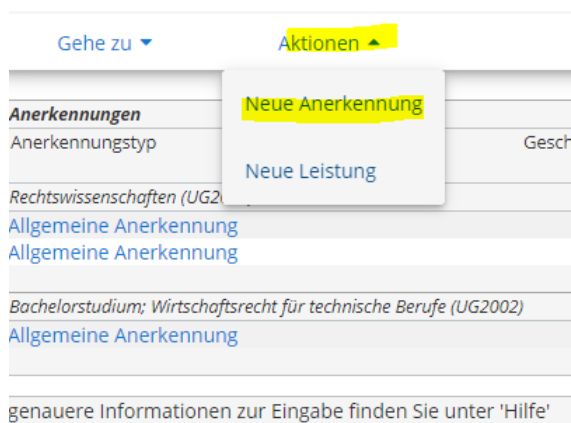 Gehe zu Aktionen
Neue Anerkennung
Neue Leistung
Anerkennungen
Anerkennungstyp
Rechtswissenschaften
Allgemeine Anerkennung
Allgemeine Anerkennung
Bachelorstudium; Wirtschaftsrecht für technische Berufe (UG2002)
Allgemeine Anerkennung
genauere Informationen zur Eingabe finden Sie unter 'Hilfe'